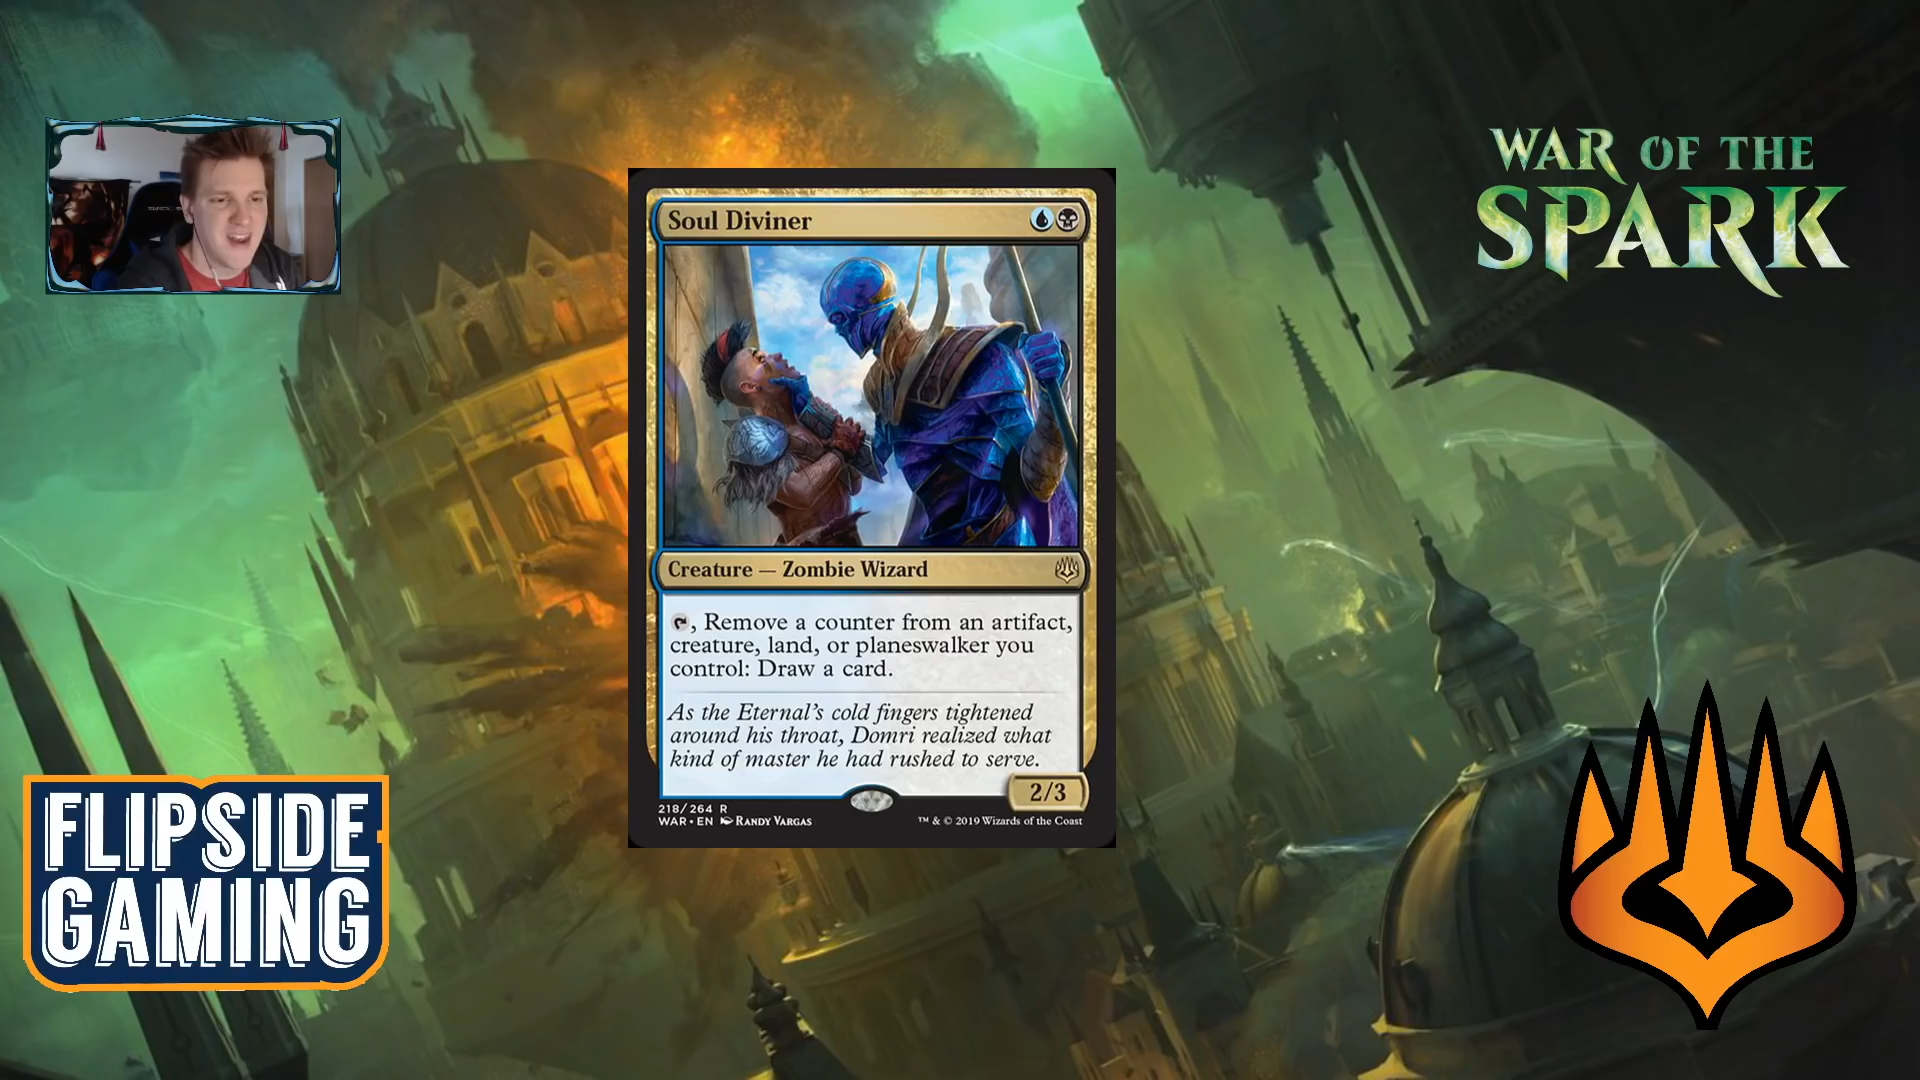 WAR OF THE
SPARK
Soul Diviner
Creature — Zombie Wizard
, Remove a counter from an artifact,
creature, land, or planeswalker you
control: Draw a card.
As the Eternal's cold fingers tightened
around his throat, Domri realized what
kind of master he had rushed to serve.
2/3
218/264 R
WAR • EN RANDY VARGAS
™ & © 2019 Wizards of the Coast
FLIPSIDE
GAMING